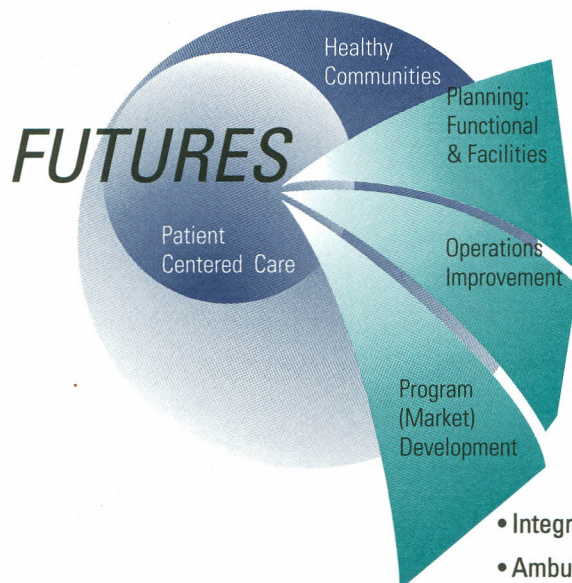 Healthy
Communities
Planning:
Functional
& Facilities
FUTURES
Patient
Centered Care
Operations
Improvement
Program
(Market)
Development